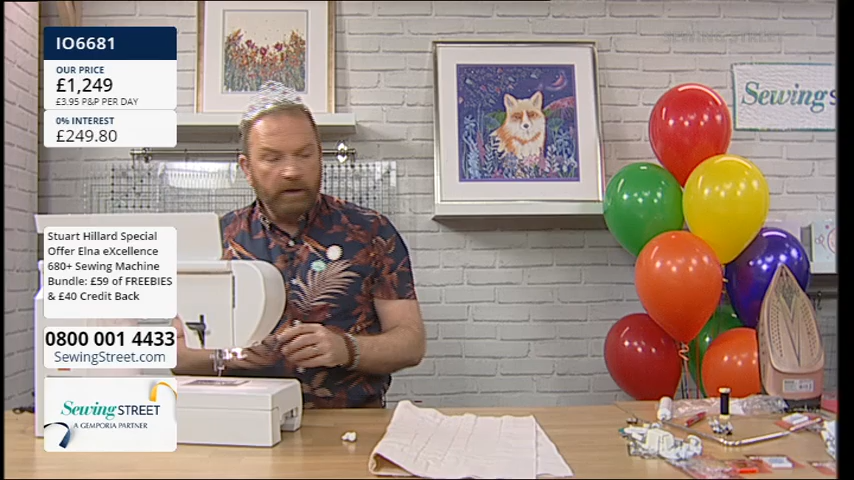 IO6681
OUR PRICE
£1,249
£3.95 P&P PER DAY
0% INTEREST
£249.80
Stuart Hillard Special
Offer Elna eXcellence
680+ Sewing Machine
Bundle: £59 of FREEBIES
& £40 Credit Back
0800 001 4433
SewingStreet.com
Sewing STREET
A GEMPORIA PARTNER
SEWING STREET
Sewing S